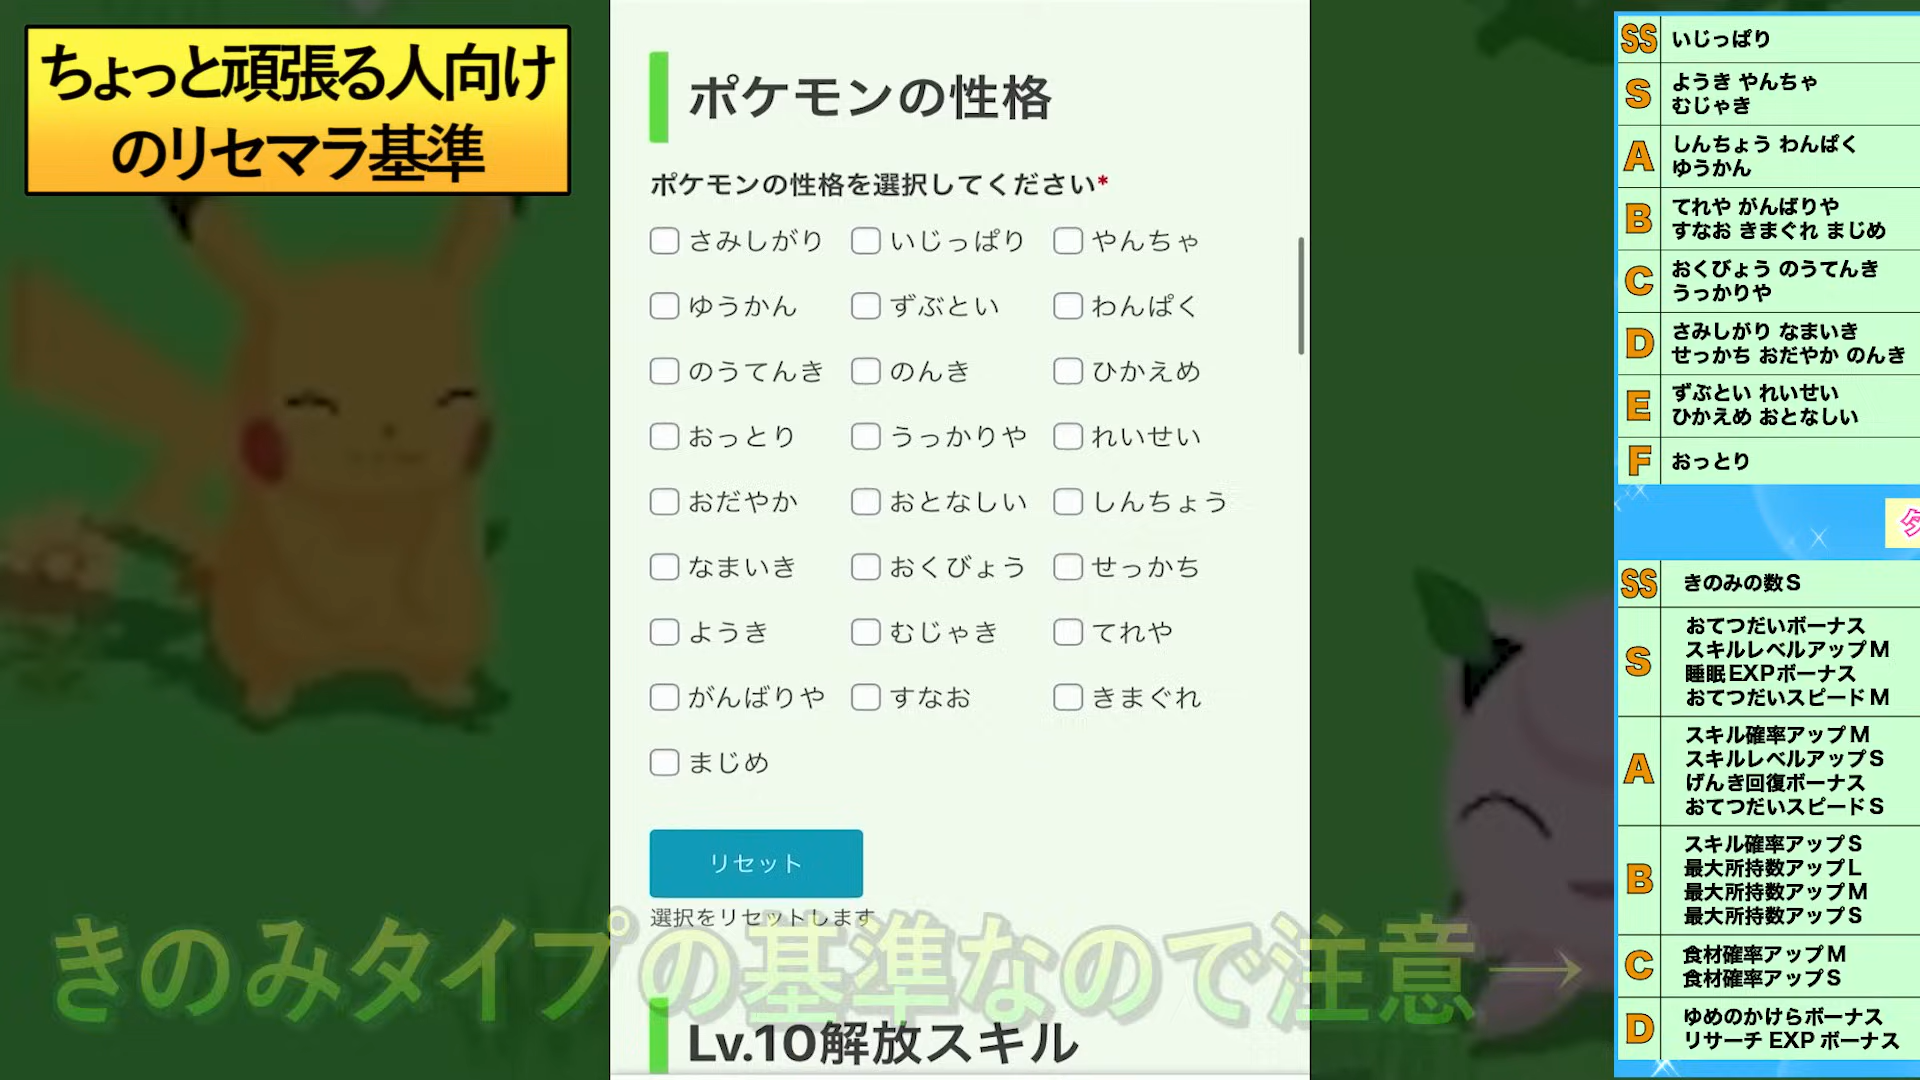 ちょっと頑張る人向け
のリセマラ基準
ポケモンの性格
ポケモンの性格を選択してください*
さみしがり いじっぱり やんちゃ
ゆうかん ずぶとい わんぱく
のうてんき のんき ひかえめ
おっとり うっかりや れいせい
おだやか おとなしい しんちょう
なまいき おくびょう せっかち
ようき むじゃき てれや
がんばりや すなお きまぐれ
まじめ
リセット
選択をリセットします
きのみタイプの基準なので注意→
Lv.10解放スキル
SS いじっぱり
S ようき やんちゃ
むじゃき
A しんちょう わんぱく
ゆうかん
B てれや がんばりや
すなお きまぐれ まじめ
C おくびょう のうてんき
うっかりや
D さみしがり なまいき
せっかち おだやか のんき
E ずぶとい れいせい
ひかえめ おとなしい
F おっとり
SS きのみの数S
S おてつだいボーナス
スキルレベルアップM
睡眠EXPボーナス
おてつだいスピードM
A スキル確率アップM
スキルレベルアップS
げんき回復ボーナス
おてつだいスピードS
B スキル確率アップS
最大所持数アップL
最大所持数アップM
最大所持数アップS
C 食材確率アップM
食材確率アップS
D ゆめのかけらボーナス
リサーチEXPボーナス